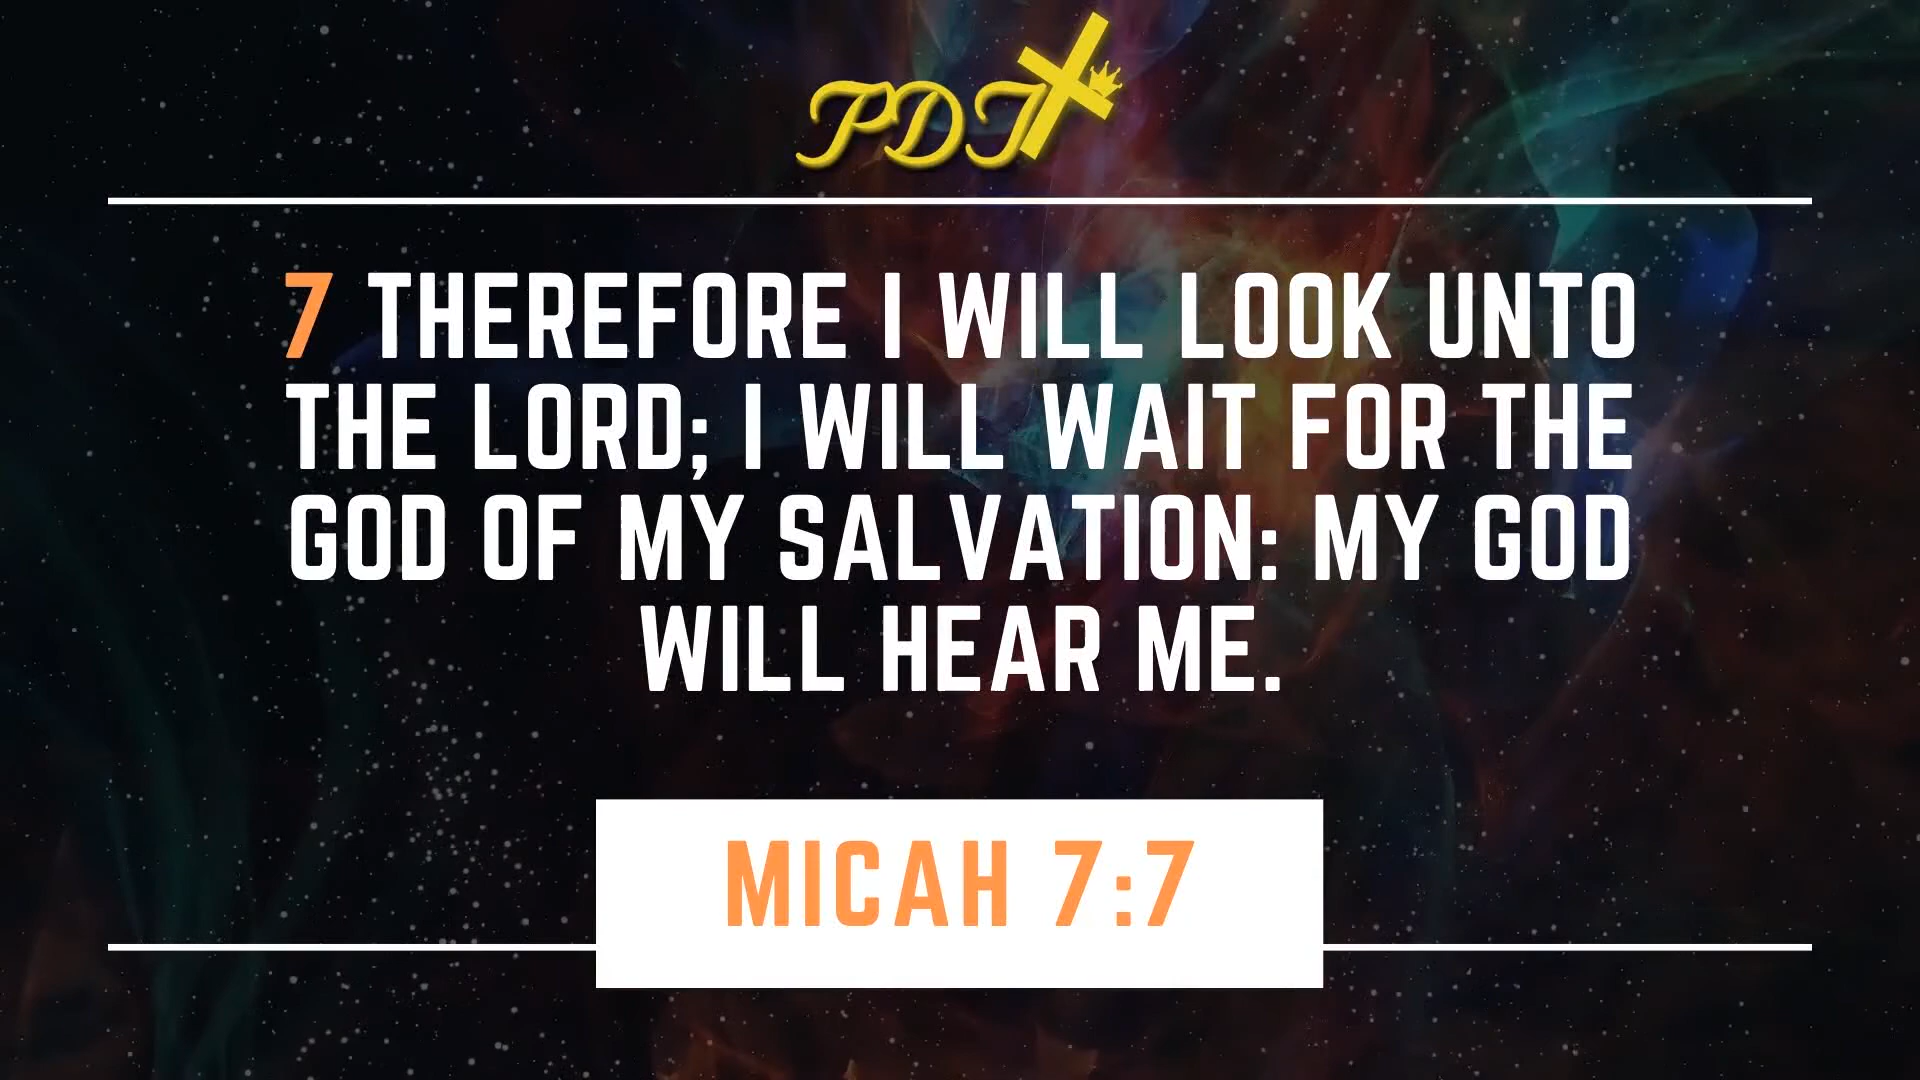 PDJ
7 THEREFORE I WILL LOOK UNTO
THE LORD; I WILL WAIT FOR THE
GOD OF MY SALVATION: MY GOD
WILL HEAR ME.
MICAH 7:7